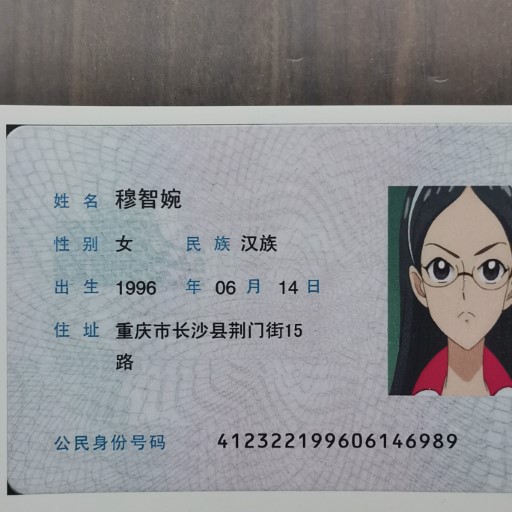 姓名 穆智婉
性别 女 民族 汉族
出生 1996 年 06 月 14 日
住址 重庆市长沙县荆门街15
路
公民身份号码 412322199606146989